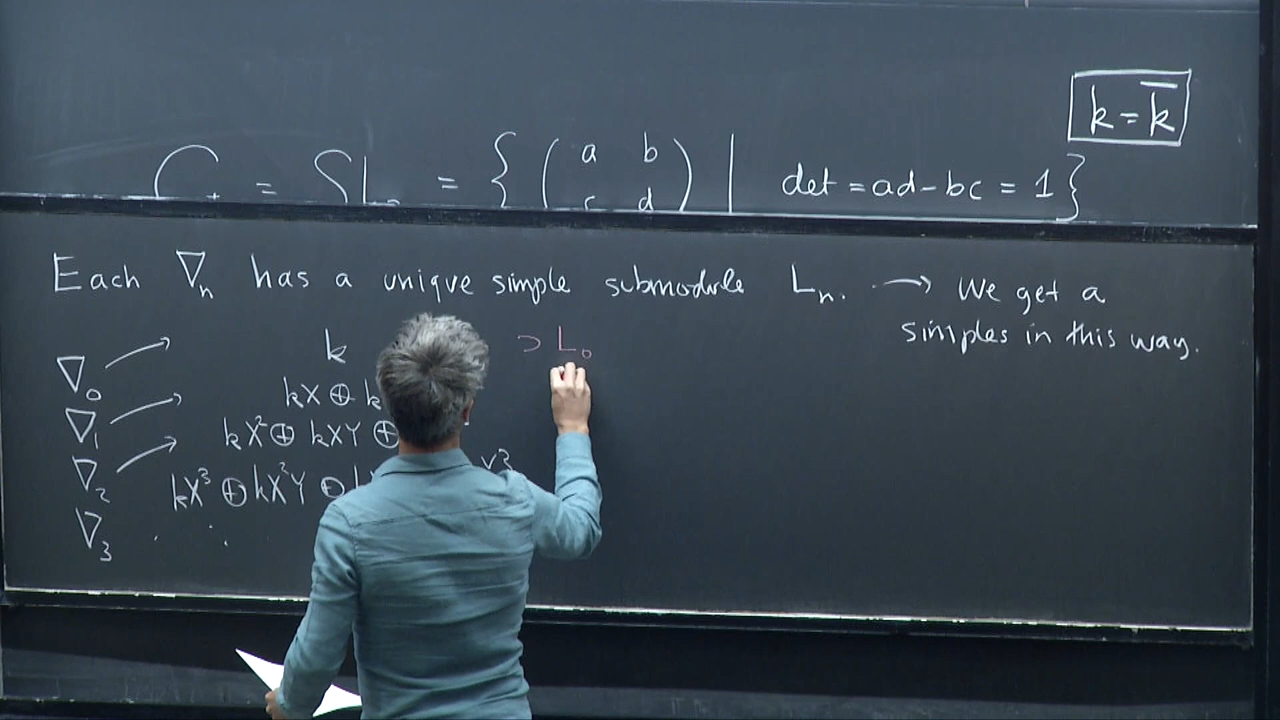 k = k̅
G = SL₂ = { ( a b c d ) | det = ad - bc = 1 }
Each ∇ₙ has a unique simple submodule Lₙ. → We get a
simples in this way.
∇₀ → k ⊃ L₀
∇₁ → kX ⊕ k
∇₂ → kX² ⊕ kXY ⊕
∇₃ kX³ ⊕ kX²Y ⊕ Y³